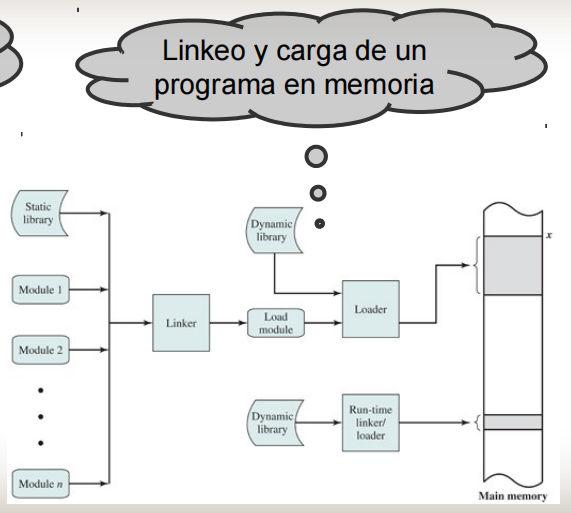 Linkeo y carga de un
programa en memoria
Static
library
Module 1
Module 2
Module n
Linker
Dynamic
library
Load
module
Loader
Dynamic
library
Run-time
linker/
loader
x
Main memory